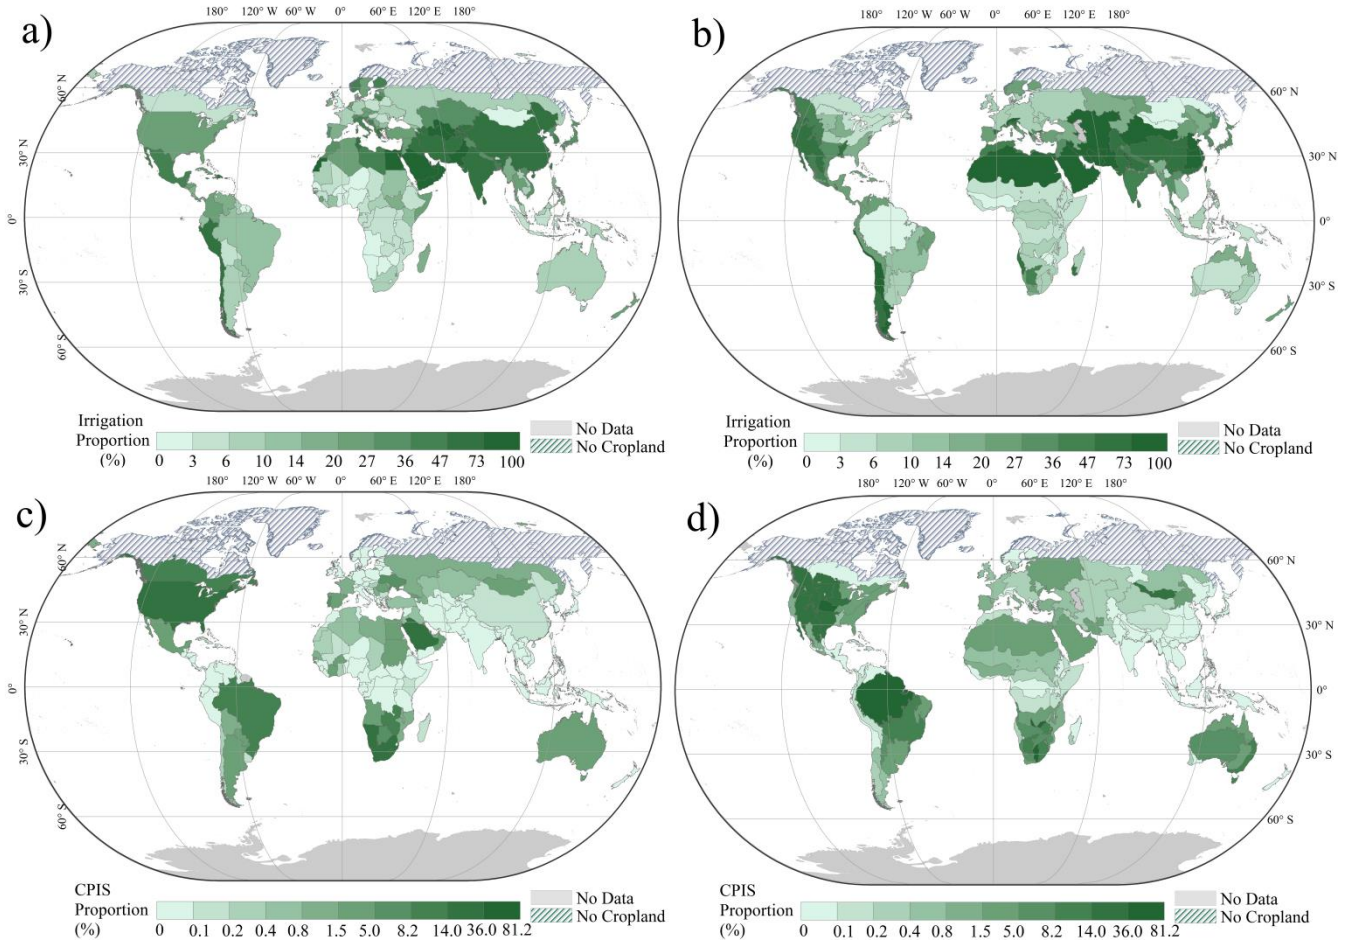 a)
180° 120° W 0° 60° E 180°
60° N
30° N
0°
30° S
60° S
Irrigation
Proportion
(%)
0 3 6 10 14 20 27 36 47 73 100
No Data
No Cropland
b)
180° 120° W 60° W 0° 60° E 120° E 180°
60° N
30° N
0°
30° S
60° S
Irrigation
Proportion
(%)
0 3 6 10 14 20 27 36 47 73 100
No Data
No Cropland
c)
180° 120° W 0° 60° E 180°
60° N
30° N
0°
30° S
60° S
CPIS
Proportion
(%)
0 0.1 0.2 0.4 0.8 1.5 5.0 8.2 14.0 36.0 81.2
No Data
No Cropland
d)
180° 120° W 60° W 0° 60° E 120° E 180°
60° N
30° N
0°
30° S
60° S
CPIS
Proportion
(%)
0 0.1 0.2 0.4 0.8 1.5 5.0 8.2 14.0 36.0 81.2
No Data
No Cropland